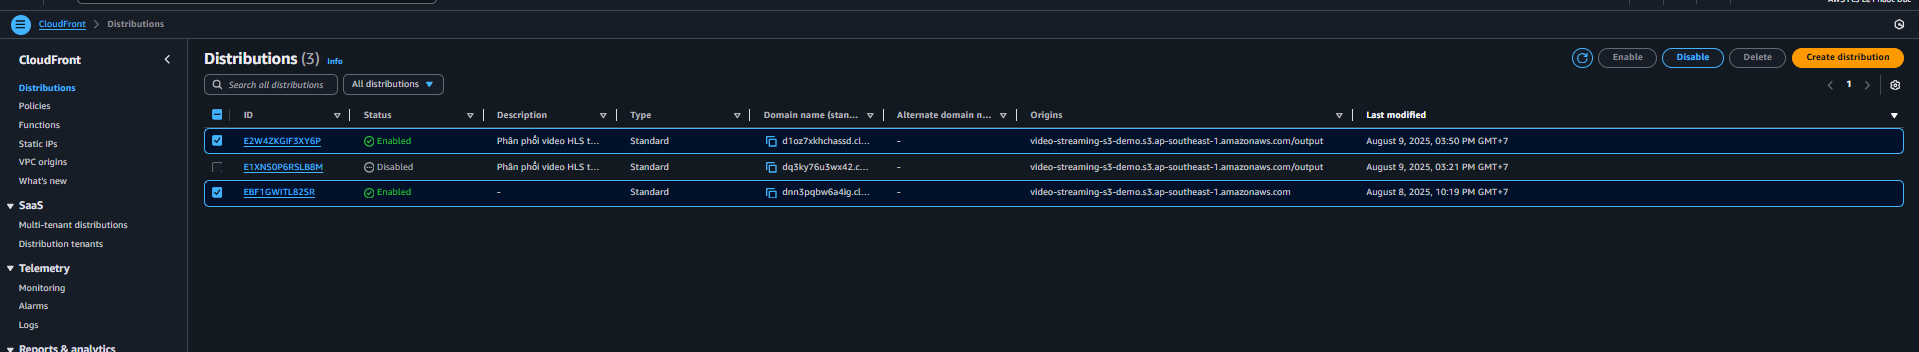 CloudFront > Distributions
CloudFront
Distributions
Policies
Functions
Static IPs
VPC origins
What's new
SaaS
Multi-tenant distributions
Distribution tenants
Telemetry
Monitoring
Alarms
Logs
Reports & analytics
Distributions (3) Info
Enable Disable Delete Create distribution
Search all distributions All distributions
1
ID Status Description Type Domain name (stan... Alternate domain n... Origins Last modified
E2W4ZKGIF3XY6P Enabled Phân phối video HLS t... Standard d1oz7xkhchassd.cl... - video-streaming-s3-demo.s3.ap-southeast-1.amazonaws.com/output August 9, 2025, 03:50 PM GMT+7
E1XNS0P6RSLB8M Disabled Phân phối video HLS t... Standard dq3ky76u3wx42.c... - video-streaming-s3-demo.s3.ap-southeast-1.amazonaws.com/output August 9, 2025, 03:21 PM GMT+7
EBF1GWITL82SR Enabled - Standard dnn3pqbw6a4ig.cl... - video-streaming-s3-demo.s3.ap-southeast-1.amazonaws.com August 8, 2025, 10:19 PM GMT+7